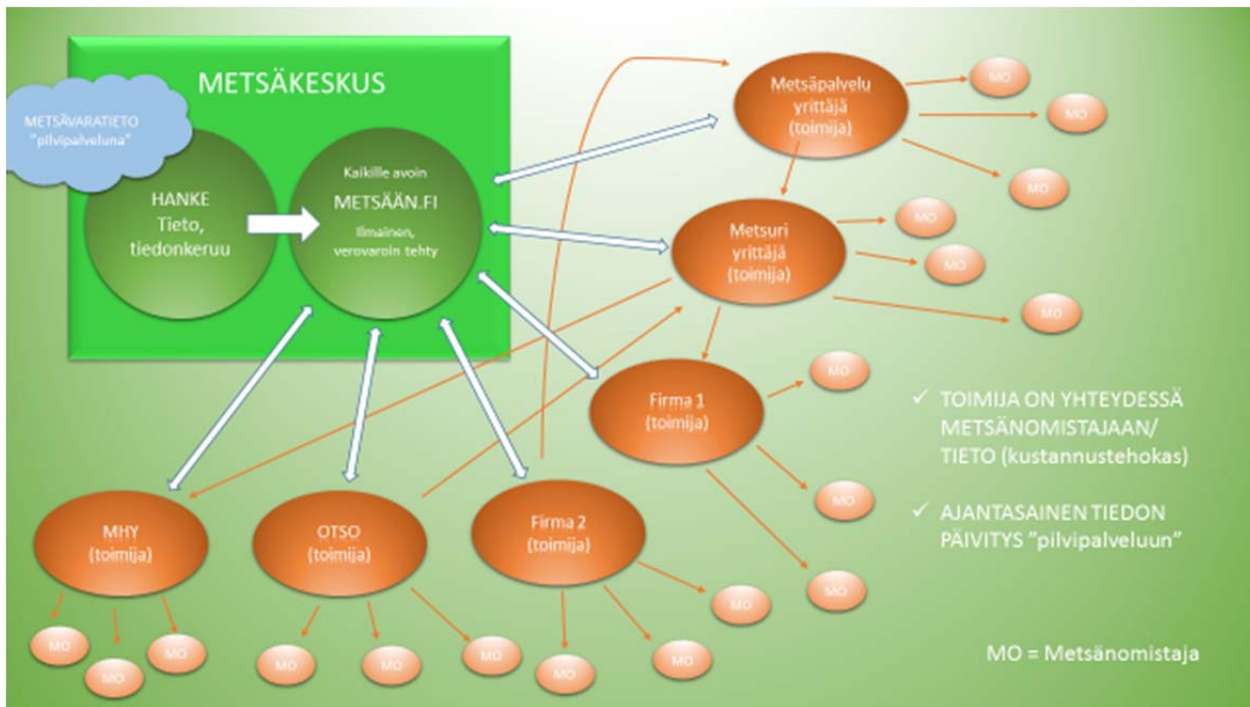 METSÄKESKUS
METSÄVARATIETO
"pilvipalveluna"
HANKE
Tieto,
tiedonkeruu
Kaikille avoin
METSÄÄN.FI
Ilmainen,
verovaroin tehty
Metsäpalvelu
yrittäjä
(toimija)
MO
MO
MO
Metsuri
yrittäjä
(toimija)
MO
MO
MO
Firma 1
(toimija)
MO
MO
MO
MHY
(toimija)
MO
MO
MO
OTSO
(toimija)
MO
MO
MO
Firma 2
(toimija)
MO
MO
MO
✓ TOIMIJA ON YHTEYDESSÄ
METSÄNOMISTAJAAN/
TIETO (kustannustehokas)
✓ AJANTASAINEN TIEDON
PÄIVITYS "pilvipalveluun"
MO = Metsänomistaja